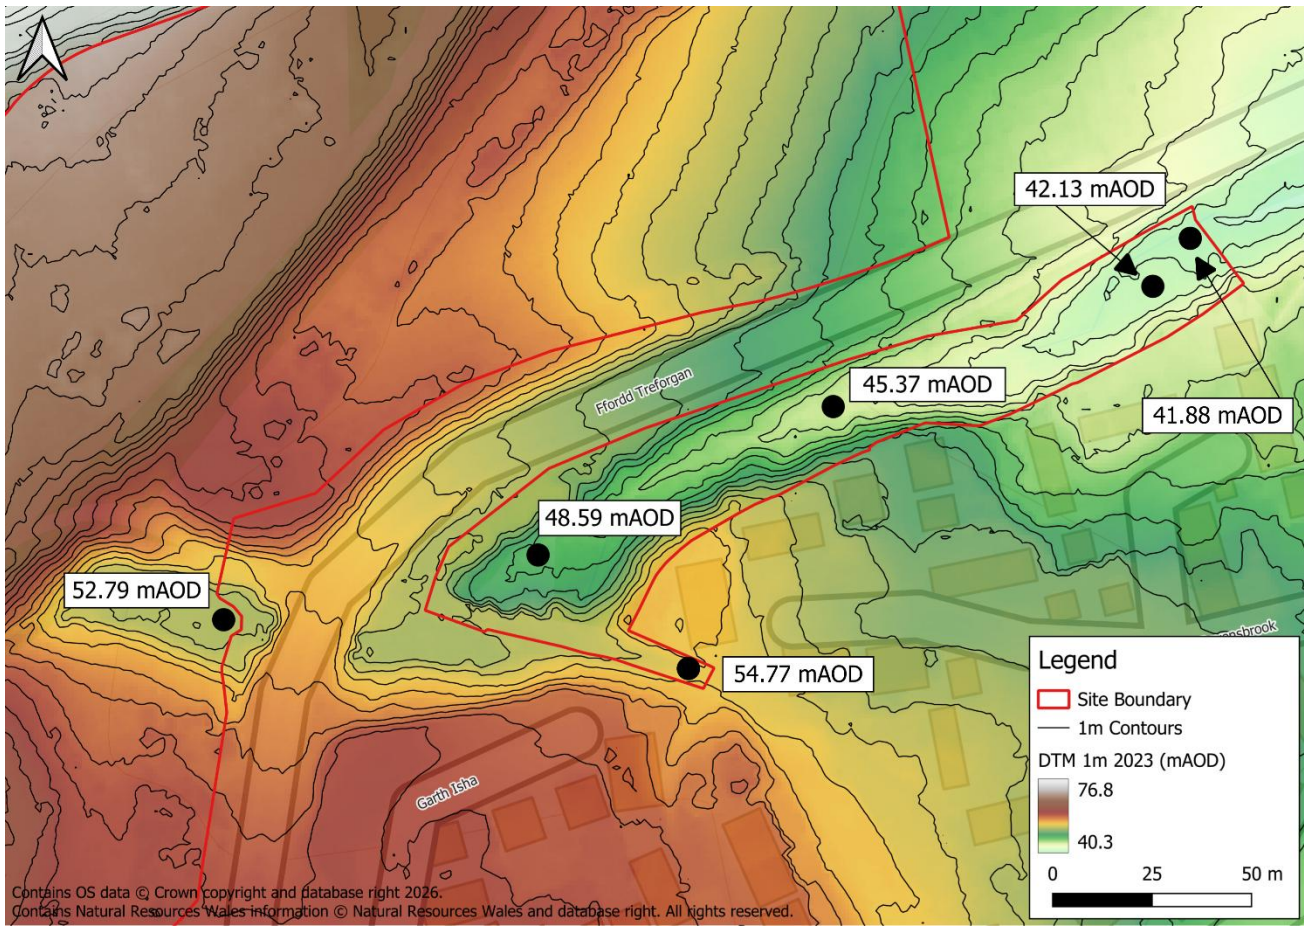 42.13 mAOD
Ffordd Treforgan
45.37 mAOD
41.88 mAOD
48.59 mAOD
52.79 mAOD
54.77 mAOD
Garth Isha
Legend
Site Boundary
1m Contours
DTM 1m 2023 (mAOD)
76.8
40.3
0 25 50 m
Contains OS data © Crown copyright and database right 2026.
Contains Natural Resources Wales information © Natural Resources Wales and database right. All rights reserved.